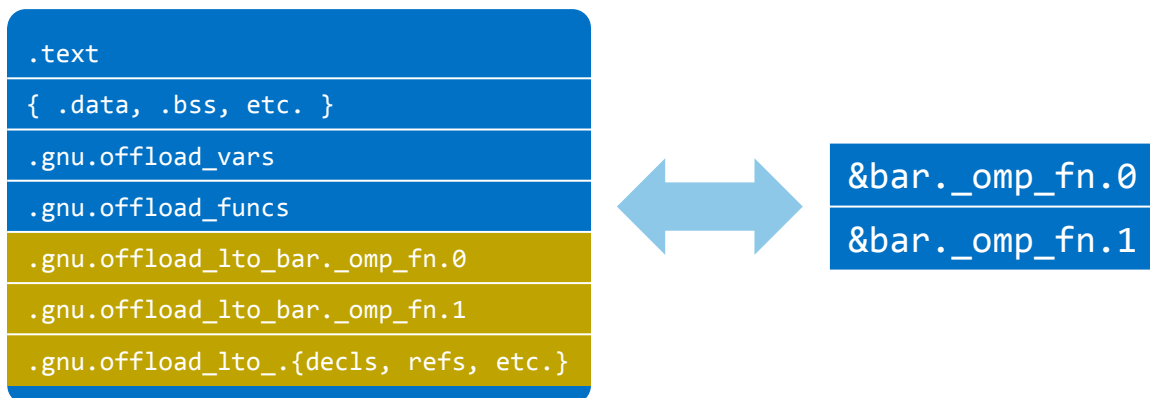 .text
{ .data, .bss, etc. }
.gnu.offload_vars
.gnu.offload_funcs
.gnu.offload_lto_bar._omp_fn.0
.gnu.offload_lto_bar._omp_fn.1
.gnu.offload_lto_.{decls, refs, etc.}
&bar._omp_fn.0
&bar._omp_fn.1